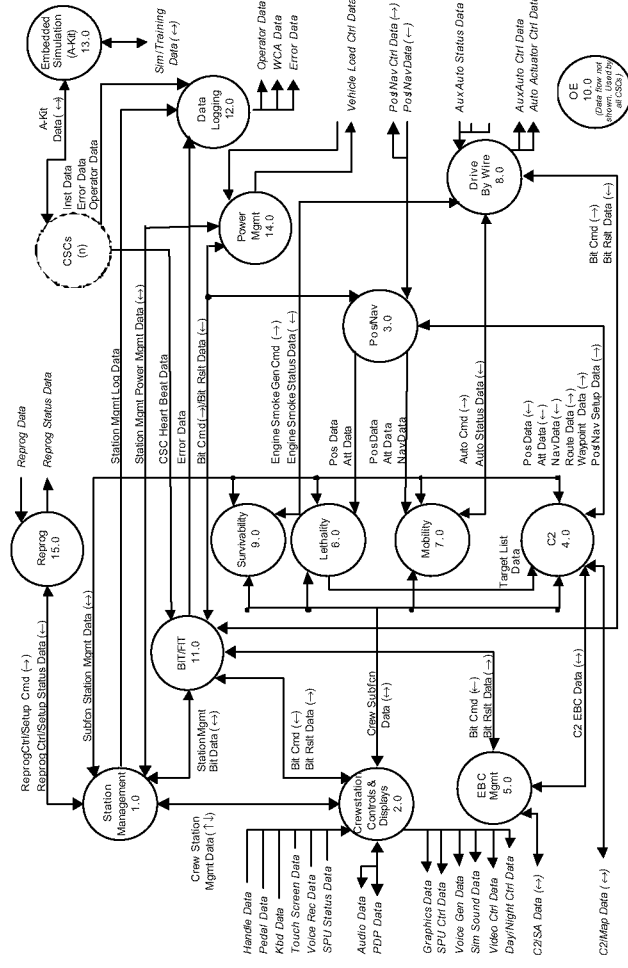 Reprog Data
Reprog Status Data
Reprog
15.0
ReprogCtrl/Setup Cmd (→)
Reprog Ctrl/Setup Status Data (←)
Subfcn Station Mgmt Data (↔)
Station
Management
1.0
CSCs
(n)
A-Kit
Data (↔)
Embedded
Simulation
(A-Kit)
13.0
Sim/Training
Data (↔)
Inst Data
Error Data
Operator Data
Station Mgmt Log Data
Station Mgmt Power Mgmt Data (↔)
CSC Heart Beat Data
Error Data
Bit Cmd (→)/Bit Rslt Data (←)
Data
Logging
12.0
Operator Data
WCA Data
Error Data
Power
Mgmt
14.0
Vehicle Load Ctrl Data
StationMgmt
Bit Data (↔)
BIT/FIT
11.0
Crew Station
Mgmt Data (↑↓)
Bit Cmd (←)
Bit Rslt Data (→)
Engine Smoke Gen Cmd (→)
Engine Smoke Status Data (←)
Survivability
9.0
Pos Data
Att Data
Lethality
6.0
PosData
Att Data
NavData
Pos/Nav
3.0
Pos/Nav Ctrl Data (→)
Pos/Nav Data (←)
Mobility
7.0
Auto Cmd (→)
Auto Status Data (←)
Drive
By Wire
8.0
AuxAuto Status Data
AuxAuto Ctrl Data
Auto Actuator Ctrl Data
OE
10.0
(Data flow not
shown. Used by
all CSCs)
Target List
Data
C2
4.0
PosData (←)
Att Data (←)
NavData (←)
Route Data (→)
Waypoint Data (→)
Pos/Nav Setup Data (→)
Bit Cmd (→)
Bit Rslt Data (←)
Handle Data
Pedal Data
Kbd Data
Touch Screen Data
Voice Rec Data
SPU Status Data
Audio Data
PDP Data
Crewstation
Controls &
Displays
2.0
Crew Subfcn
Data (↔)
Graphics Data
SPU Ctrl Data
Voice Gen Data
Sim Sound Data
Video Ctrl Data
Day/Night Ctrl Data
Bit Cmd (←)
Bit Rslt Data (→)
EBC
Mgmt
5.0
C2 EBC Data (↔)
C2/SA Data (↔)
C2/Map Data (↔)